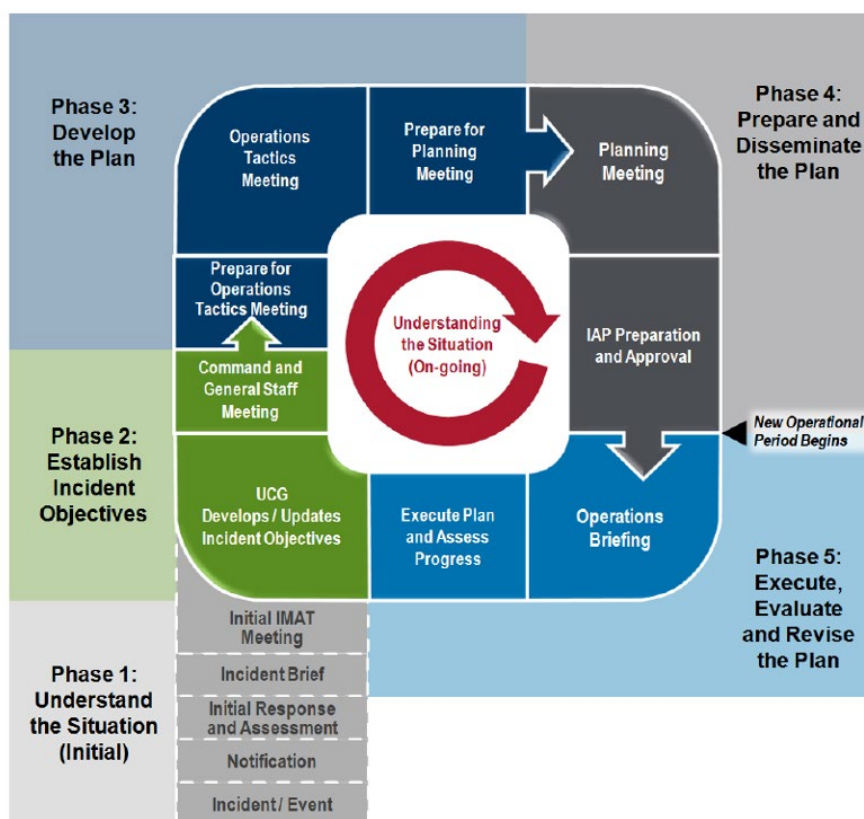 Phase 3:
Develop
the Plan
Operations
Tactics
Meeting
Prepare for
Planning
Meeting
Planning
Meeting
Phase 4:
Prepare and
Disseminate
the Plan
Prepare for
Operations
Tactics Meeting
Understanding
the Situation
(On-going)
IAP Preparation
and Approval
Command and
General Staff
Meeting
New Operational
Period Begins
Phase 2:
Establish
Incident
Objectives
UCG
Develops / Updates
Incident Objectives
Execute Plan
and Assess
Progress
Operations
Briefing
Phase 5:
Execute,
Evaluate
and Revise
the Plan
Phase 1:
Understand
the Situation
(Initial)
Initial IMAT
Meeting
Incident Brief
Initial Response
and Assessment
Notification
Incident / Event